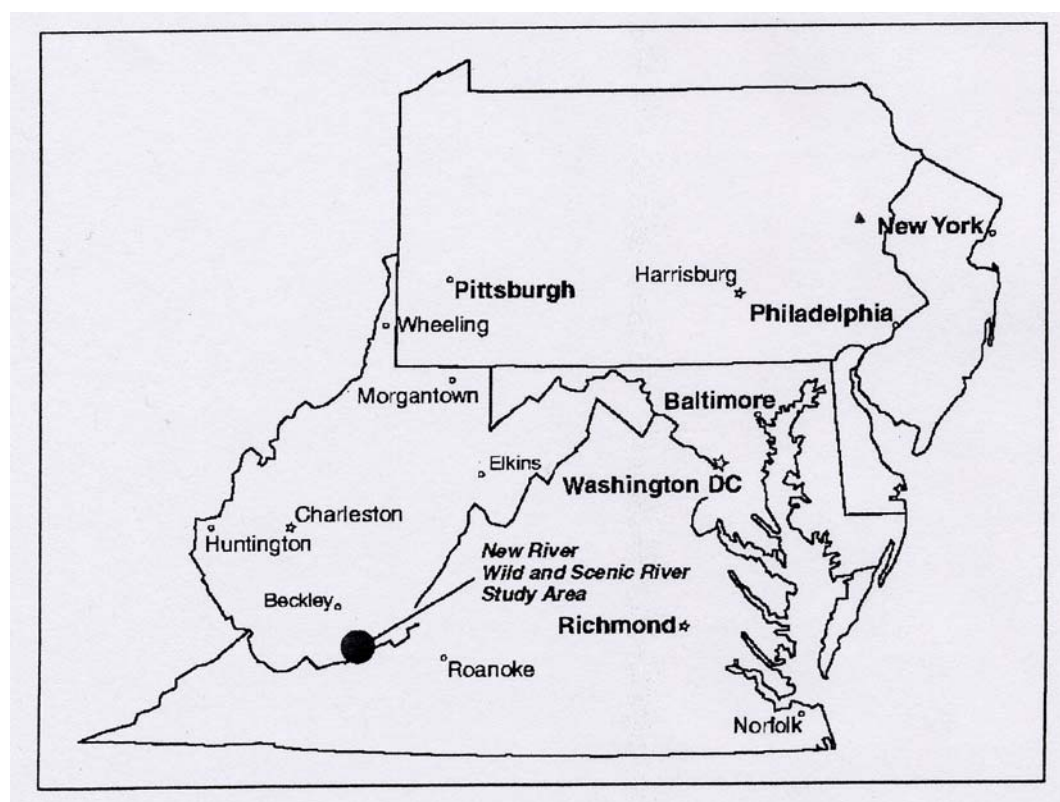 New York
Harrisburg
Pittsburgh
Philadelphia
Wheeling
Morgantown
Baltimore
Elkins
Washington DC
Charleston
Huntington
New River
Wild and Scenic River
Study Area
Beckley
Richmond
Roanoke
Norfolk